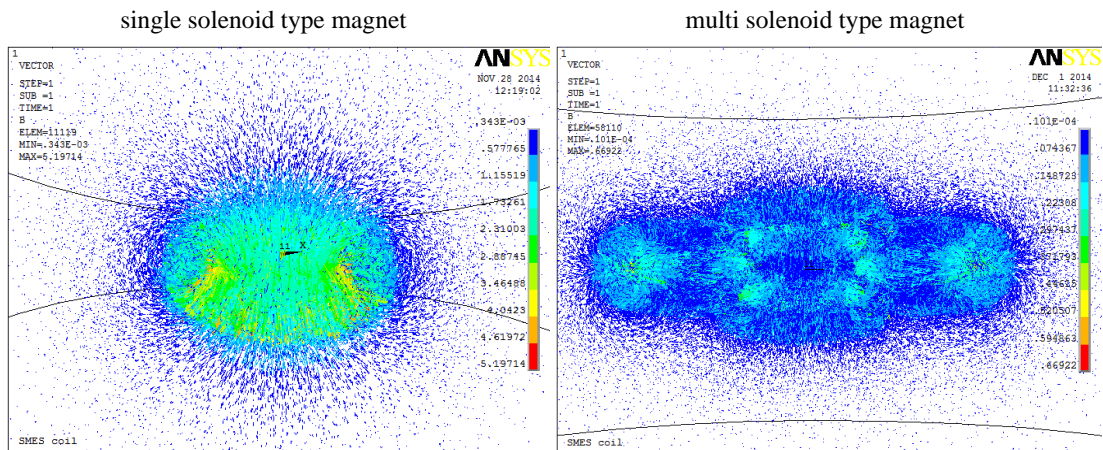 single solenoid type magnet
1
VECTOR
STEP=1
SUB =1
TIME=1
B
ELEM=11119
MIN=.343E-03
MAX=5.19714
ANSYS
NOV 28 2014
12:19:02
.343E-03
.577765
1.15519
1.73261
2.31003
2.88745
3.46488
4.0423
4.61972
5.19714
11
X
SMES coil
multi solenoid type magnet
1
VECTOR
STEP=1
SUB =1
TIME=1
B
ELEM=58110
MIN=.101E-04
MAX=.66922
ANSYS
DEC 1 2014
11:32:36
.101E-04
.074367
.148723
.22308
.297437
.371793
.44615
.520507
.594863
.66922
SMES coil